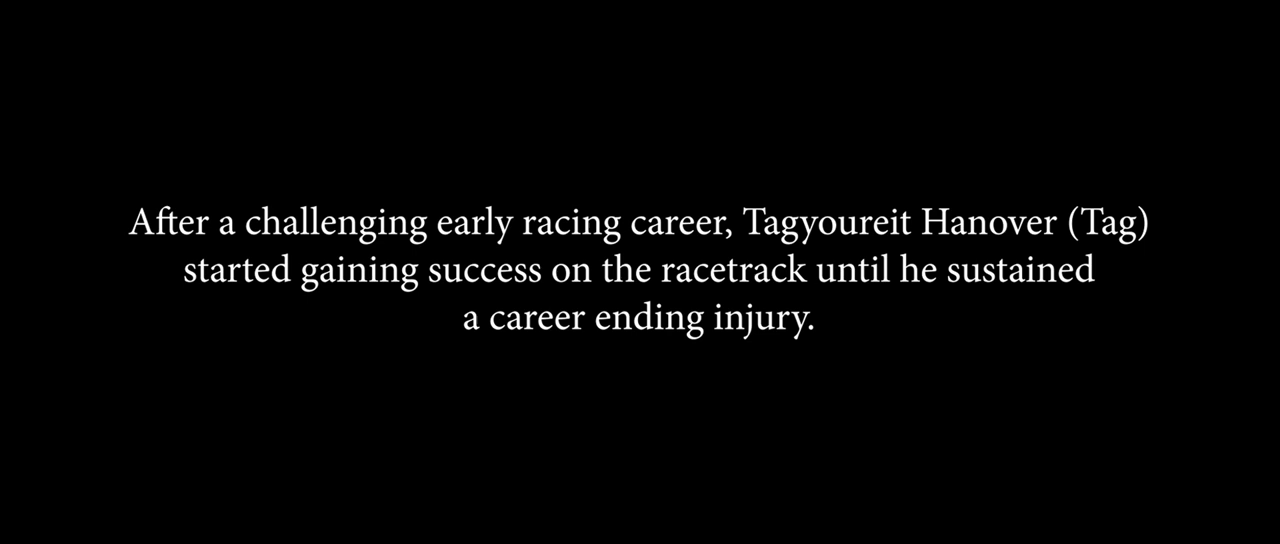 After a challenging early racing career, Tagyoureit Hanover (Tag)
started gaining success on the racetrack until he sustained
a career ending injury.